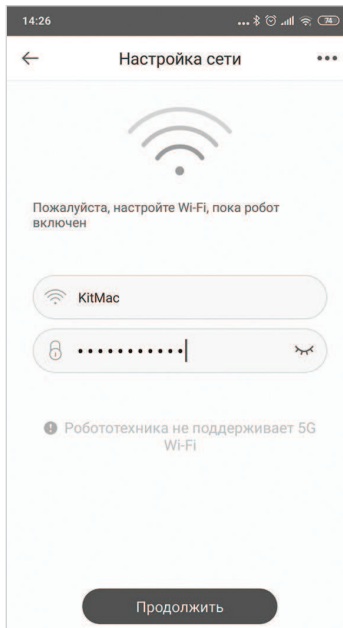 14:26
... 74
Настройка сети
Пожалуйста, настройте Wi-Fi, пока робот
включен
KitMac
•••••••••••
Робототехника не поддерживает 5G
Wi-Fi
Продолжить